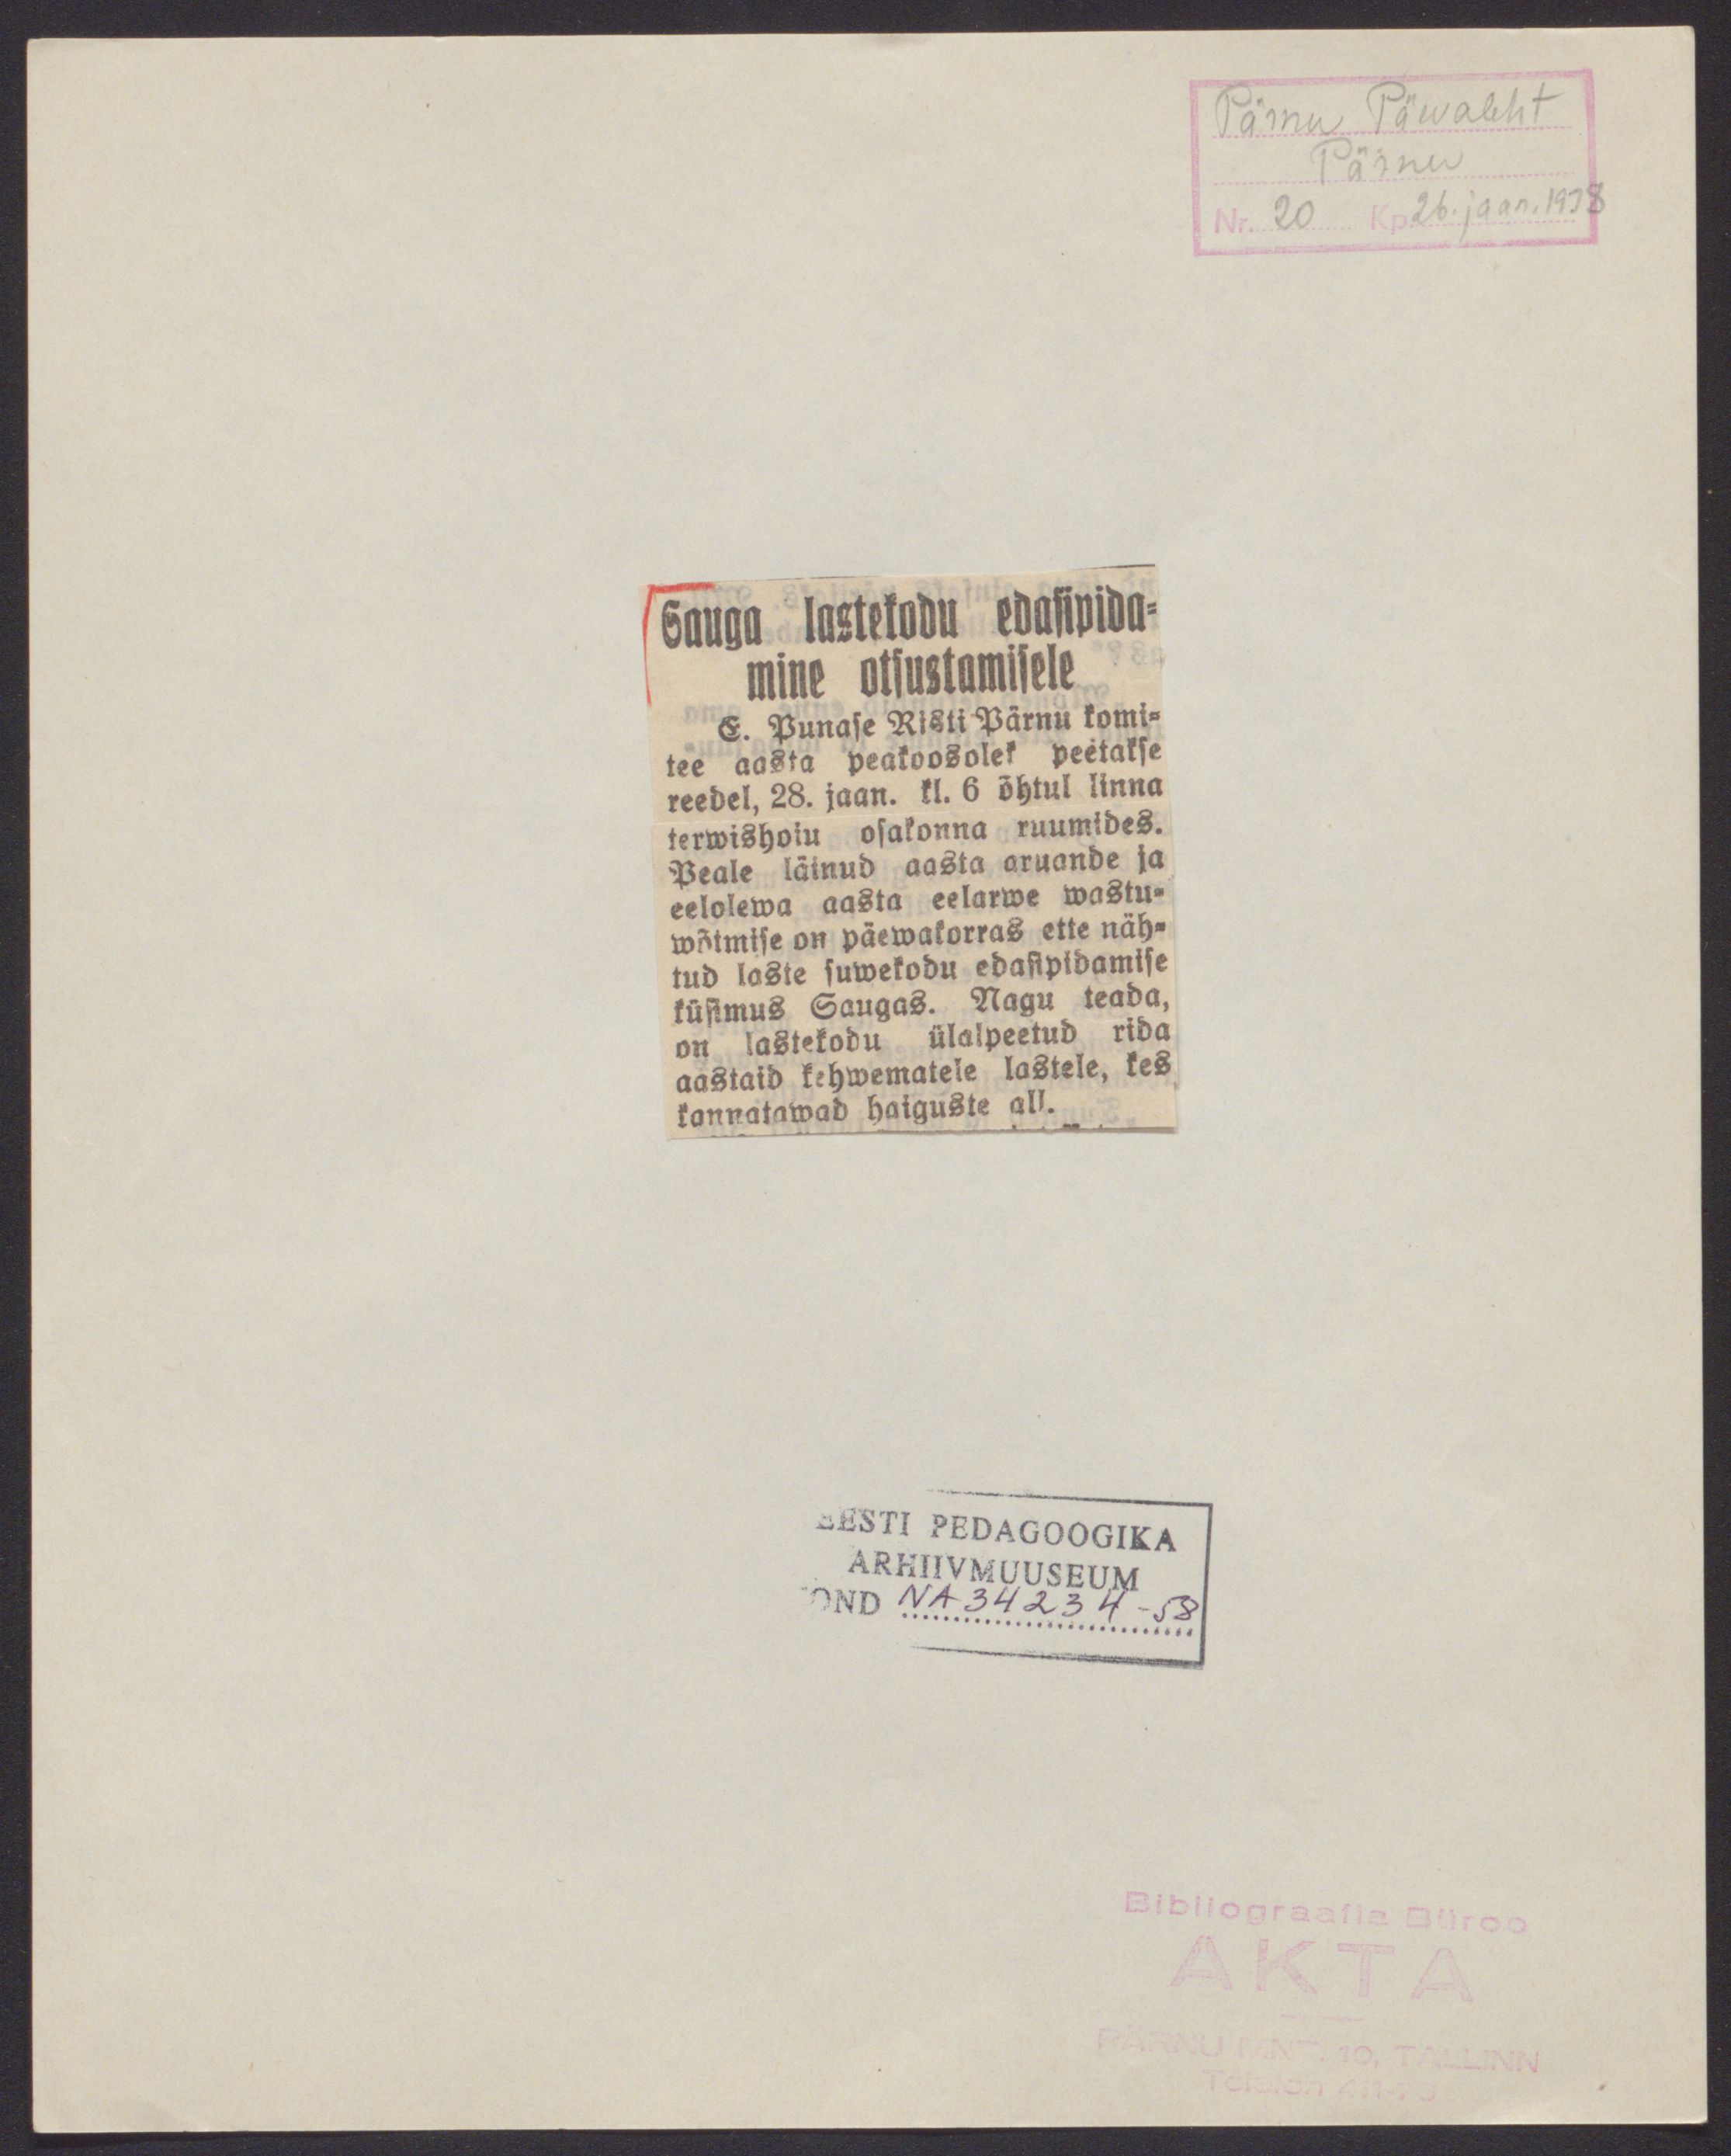 Pärnu Päwaleht
Pärnu
Nr. 20 Kp. 26. jaan. 1938
Sauga lastekodu edasipida-
mine otsustamisele
E. Punase Risti Pärnu komi-
tee aasta peakoosolek peetakse
reedel, 28. jaan. kl. 6 õhtul linna
terwishoiu osakonna ruumides.
Peale läinud aasta aruande ja
eelolewa aasta eelarwe wastu-
wõtmise on päewakorras ette näh-
tud laste suwekodu edasipidamise
küsimus Saugas. Nagu teada,
on lastekodu ülalpeetud rida
aastaid kehwematele lastele, kes
kannatawad haiguste all.
EESTI PEDAGOOGIKA
ARHIIVMUUSEUM
FOND NA 34234-58
Bibliograafia Büroo
AKTA
PÄRNU MNT. 10, TALLINN
Telefon